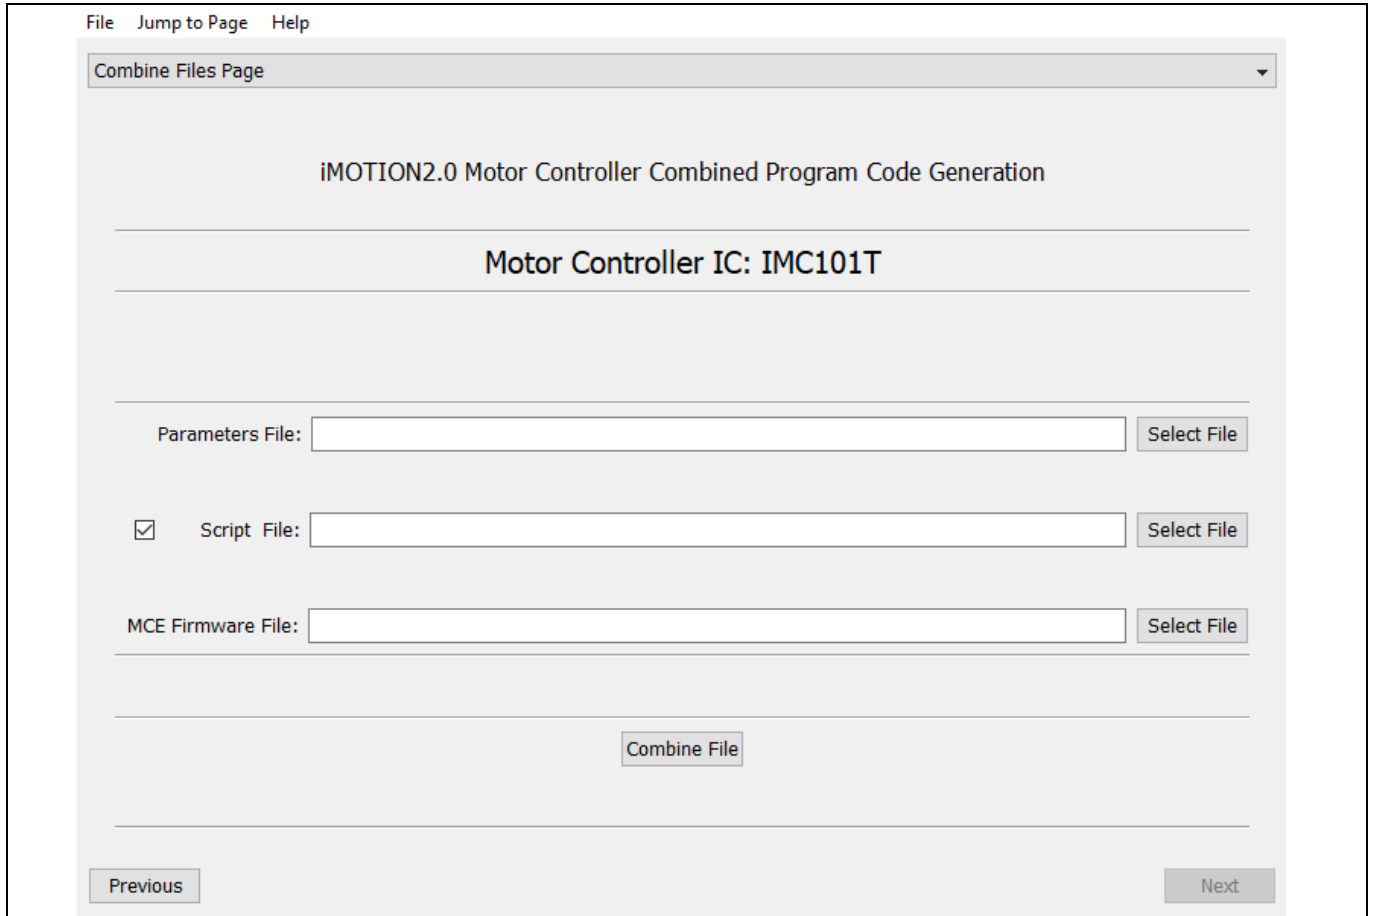 File Jump to Page Help
Combine Files Page
iMOTION2.0 Motor Controller Combined Program Code Generation
Motor Controller IC: IMC101T
Parameters File: Select File
Script File: Select File
MCE Firmware File: Select File
Combine File
Previous Next